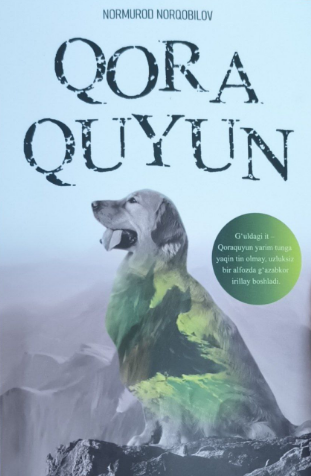 NORMUROD NORQOBILOV
QORA
QUYUN
G'uldagi it –
Qoraquyun yarim tunga
yaqin tin olmay, uzluksiz
bir alfozda g'azabkor
irillay boshladi.